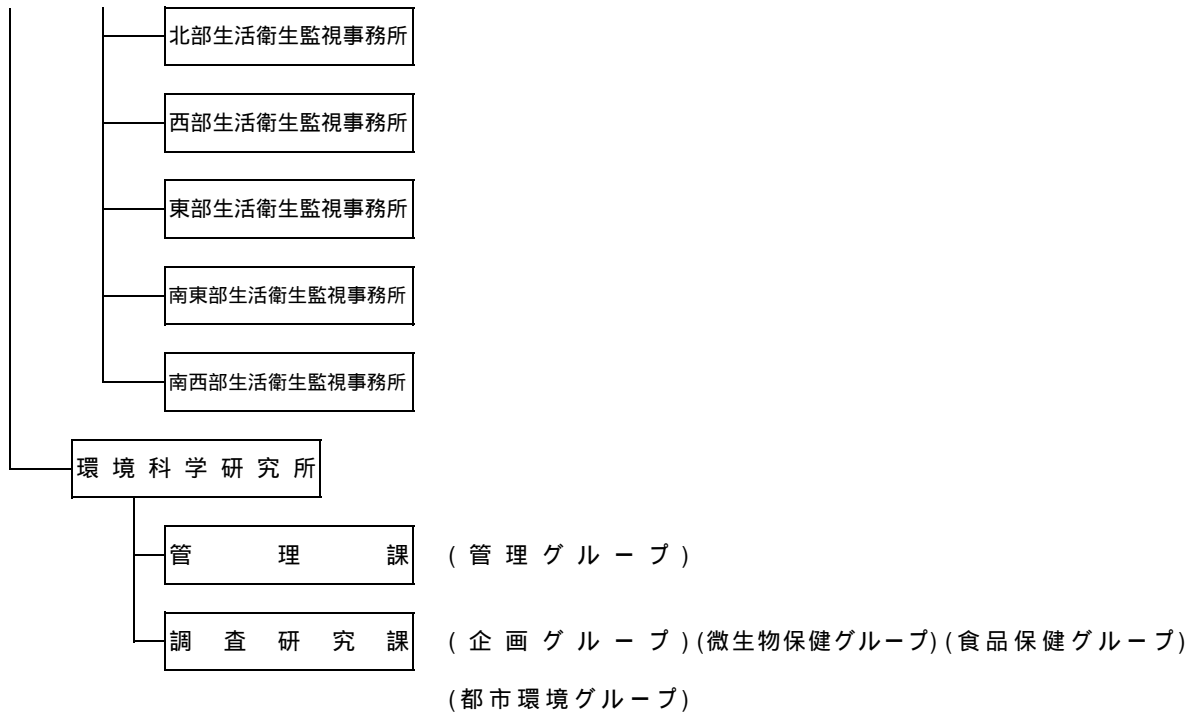 北部生活衛生監視事務所
西部生活衛生監視事務所
東部生活衛生監視事務所
南東部生活衛生監視事務所
南西部生活衛生監視事務所
環境科学研究所
管理課 (管理グループ)
調査研究課 (企画グループ)(微生物保健グループ)(食品保健グループ)
(都市環境グループ)